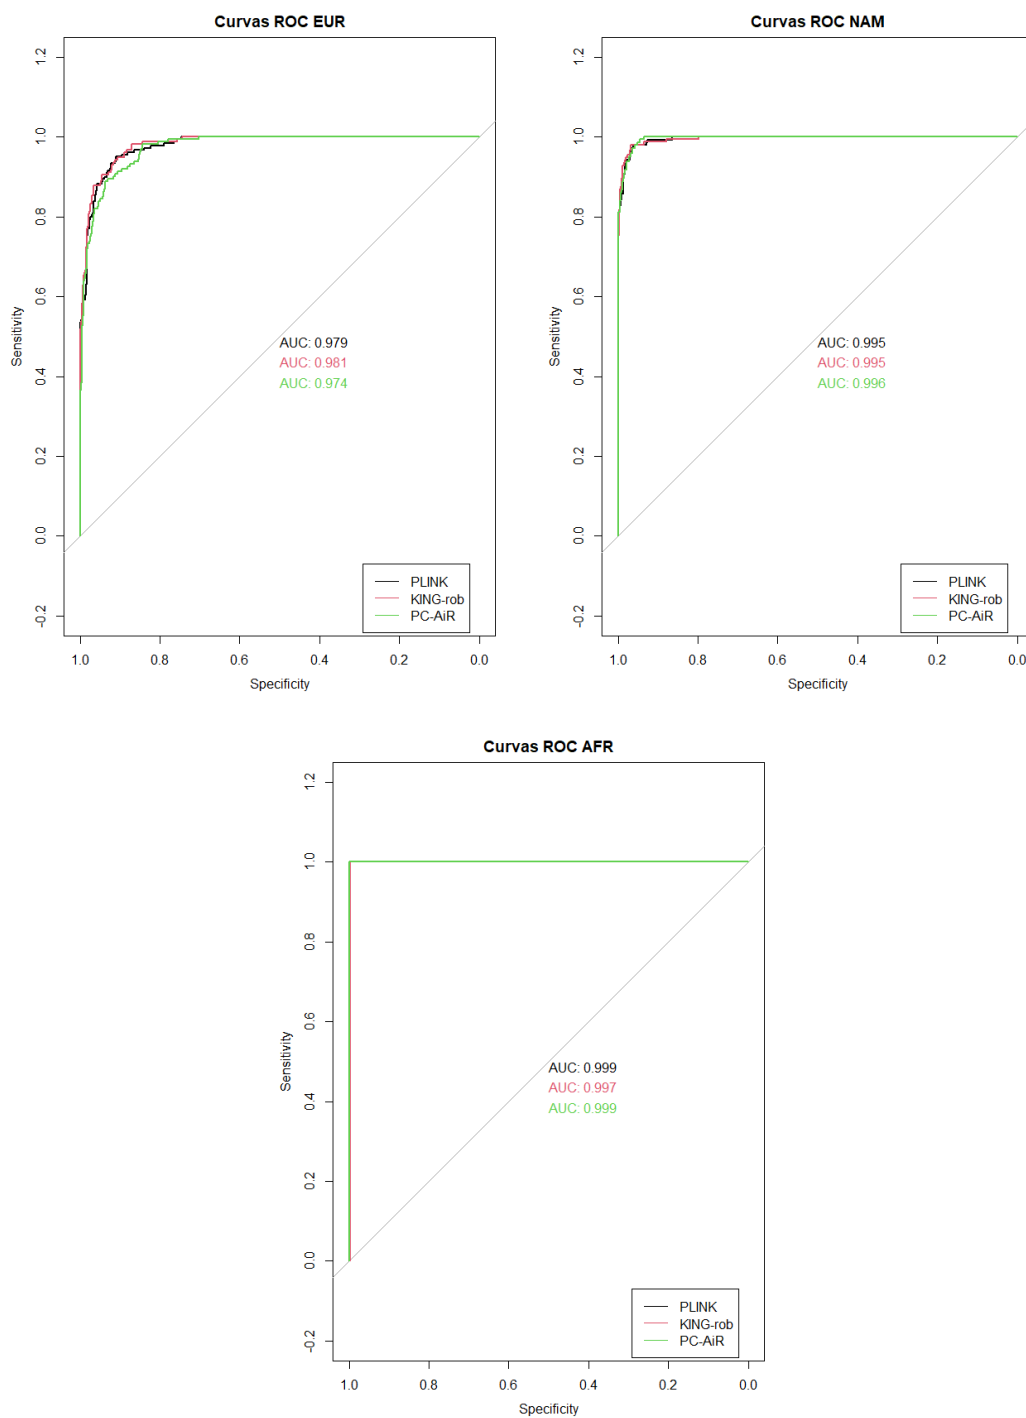 Curvas ROC EUR
1.2
1.0
0.8
0.6
0.4
0.2
0.0
-0.2
Sensitivity
AUC: 0.979
AUC: 0.981
AUC: 0.974
PLINK
KING-rob
PC-AiR
1.0 0.8 0.6 0.4 0.2 0.0
Specificity
Curvas ROC NAM
1.2
1.0
0.8
0.6
0.4
0.2
0.0
-0.2
Sensitivity
AUC: 0.995
AUC: 0.995
AUC: 0.996
PLINK
KING-rob
PC-AiR
1.0 0.8 0.6 0.4 0.2 0.0
Specificity
Curvas ROC AFR
1.2
1.0
0.8
0.6
0.4
0.2
0.0
-0.2
Sensitivity
AUC: 0.999
AUC: 0.997
AUC: 0.999
PLINK
KING-rob
PC-AiR
1.0 0.8 0.6 0.4 0.2 0.0
Specificity